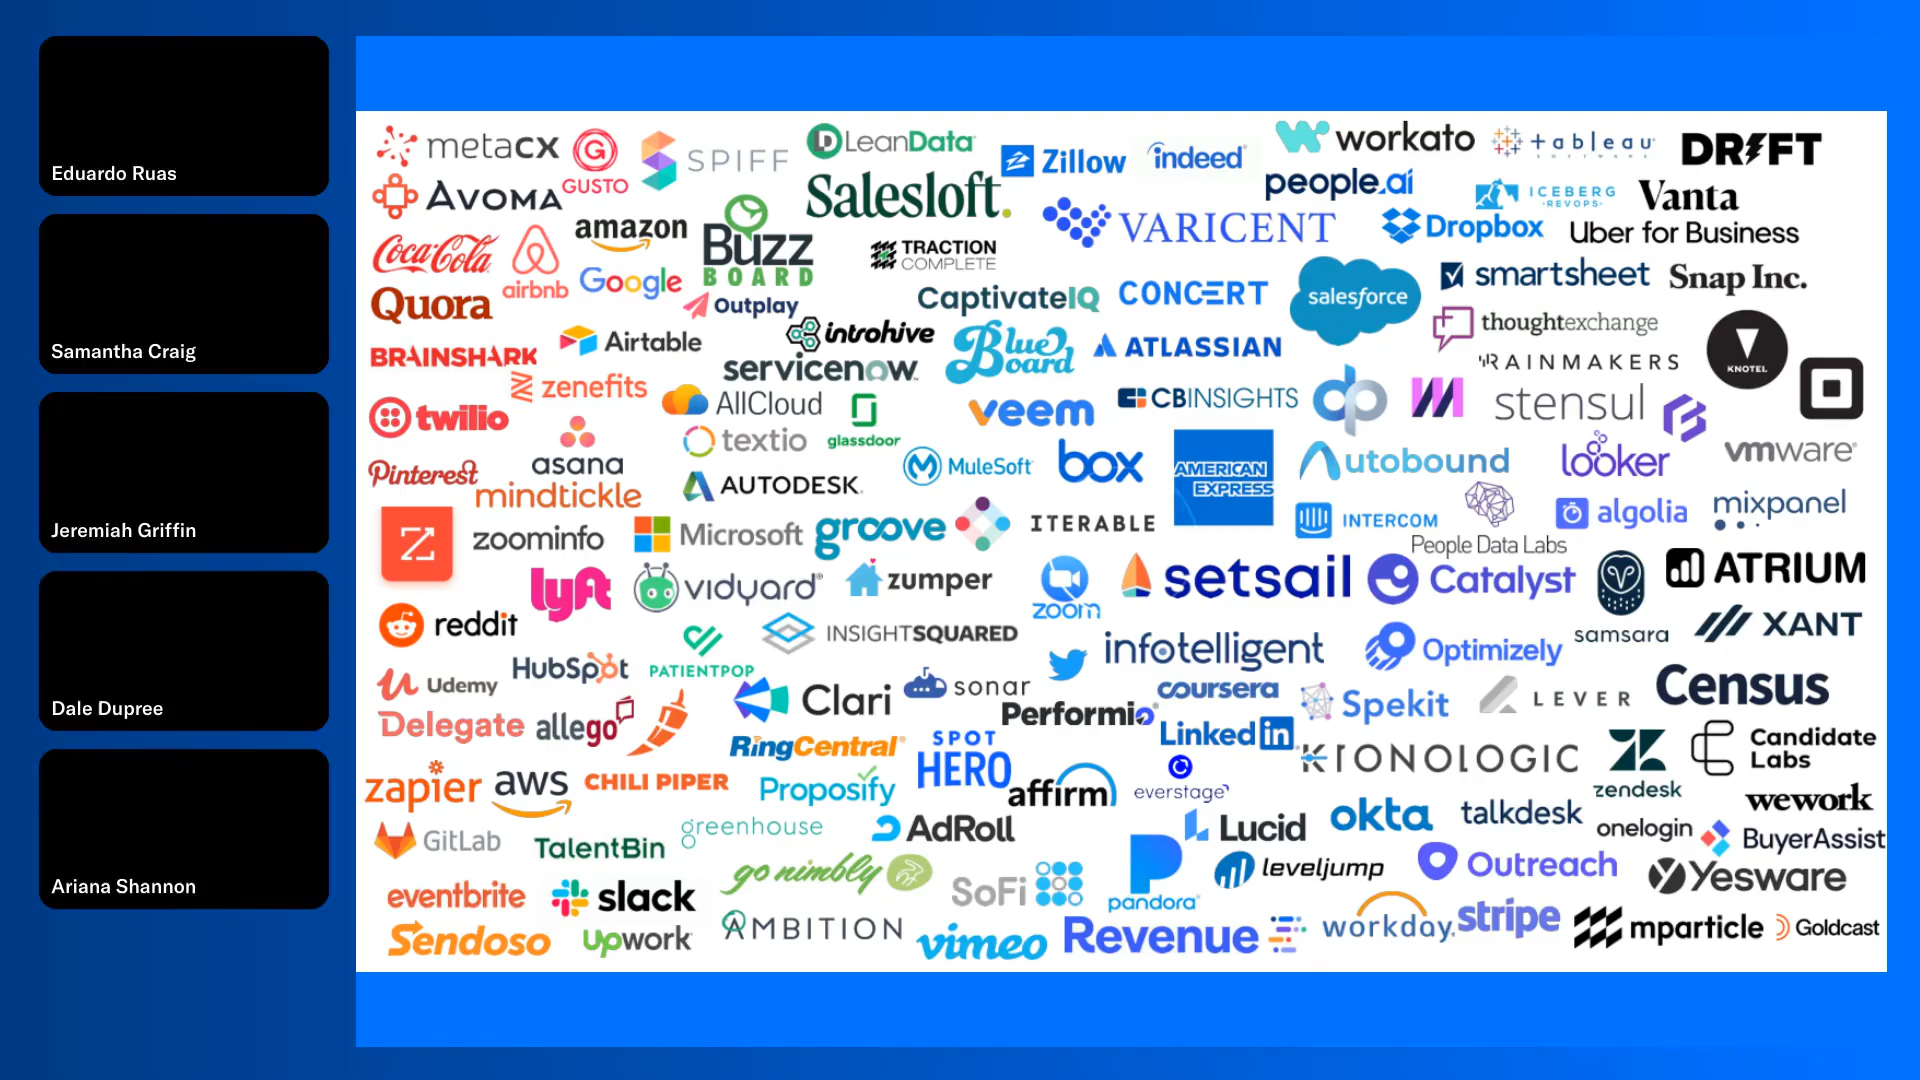 Eduardo Ruas
Samantha Craig
Jeremiah Griffin
Dale Dupree
Ariana Shannon
metacx
GUSTO
SPIFF
LeanData
Zillow
indeed
workato
+ a b l e a u
S O F T W A R E
DRIFT
AVOMA
Salesloft.
people.ai
ICEBERG
-REVOPS-
Vanta
amazon
BUZZ
BOARD
TRACTION
COMPLETE
VARICENT
Dropbox
Uber for Business
Coca-Cola
airbnb
Google
Outplay
CaptivateIQ
CONCERT
salesforce
smartsheet
Snap Inc.
Quora
Airtable
introhive
Blue
Board
ATLASSIAN
thoughtexchange
RAINMAKERS
KNOTEL
BRAINSHARK
servicenow
zenefits
AllCloud
glassdoor
veem
CBINSIGHTS
dp
stensul
twilio
asana
textio
MuleSoft
box
AMERICAN
EXPRESS
Autobound
looker
vmware
Pinterest
mindtickle
AUTODESK.
INTERCOM
People Data Labs
algolia
mixpanel
zoominfo
Microsoft
groove
ITERABLE
lyft
vidyard
zumper
zoom
setsail
Catalyst
samsara
ATRIUM
reddit
INSIGHTSQUARED
infotelligent
Optimizely
XANT
HubSpot
PATIENTPOP
Udemy
Clari
sonar
coursera
Spekit
LEVER
Census
Delegate
allego
Performio
LinkedIn
RingCentral
SPOT
HERO
KRONOLOGIC
zendesk
Candidate
Labs
zapier
aws
CHILI PIPER
Proposify
affirm
everstage
okta
talkdesk
wework
GitLab
TalentBin
greenhouse
AdRoll
Lucid
onelogin
BuyerAssist
go nimbly
SoFi
pandora
leveljump
Outreach
Yesware
eventbrite
slack
Sendoso
upwork
AMBITION
vimeo
Revenue
workday.
stripe
mparticle
Goldcast